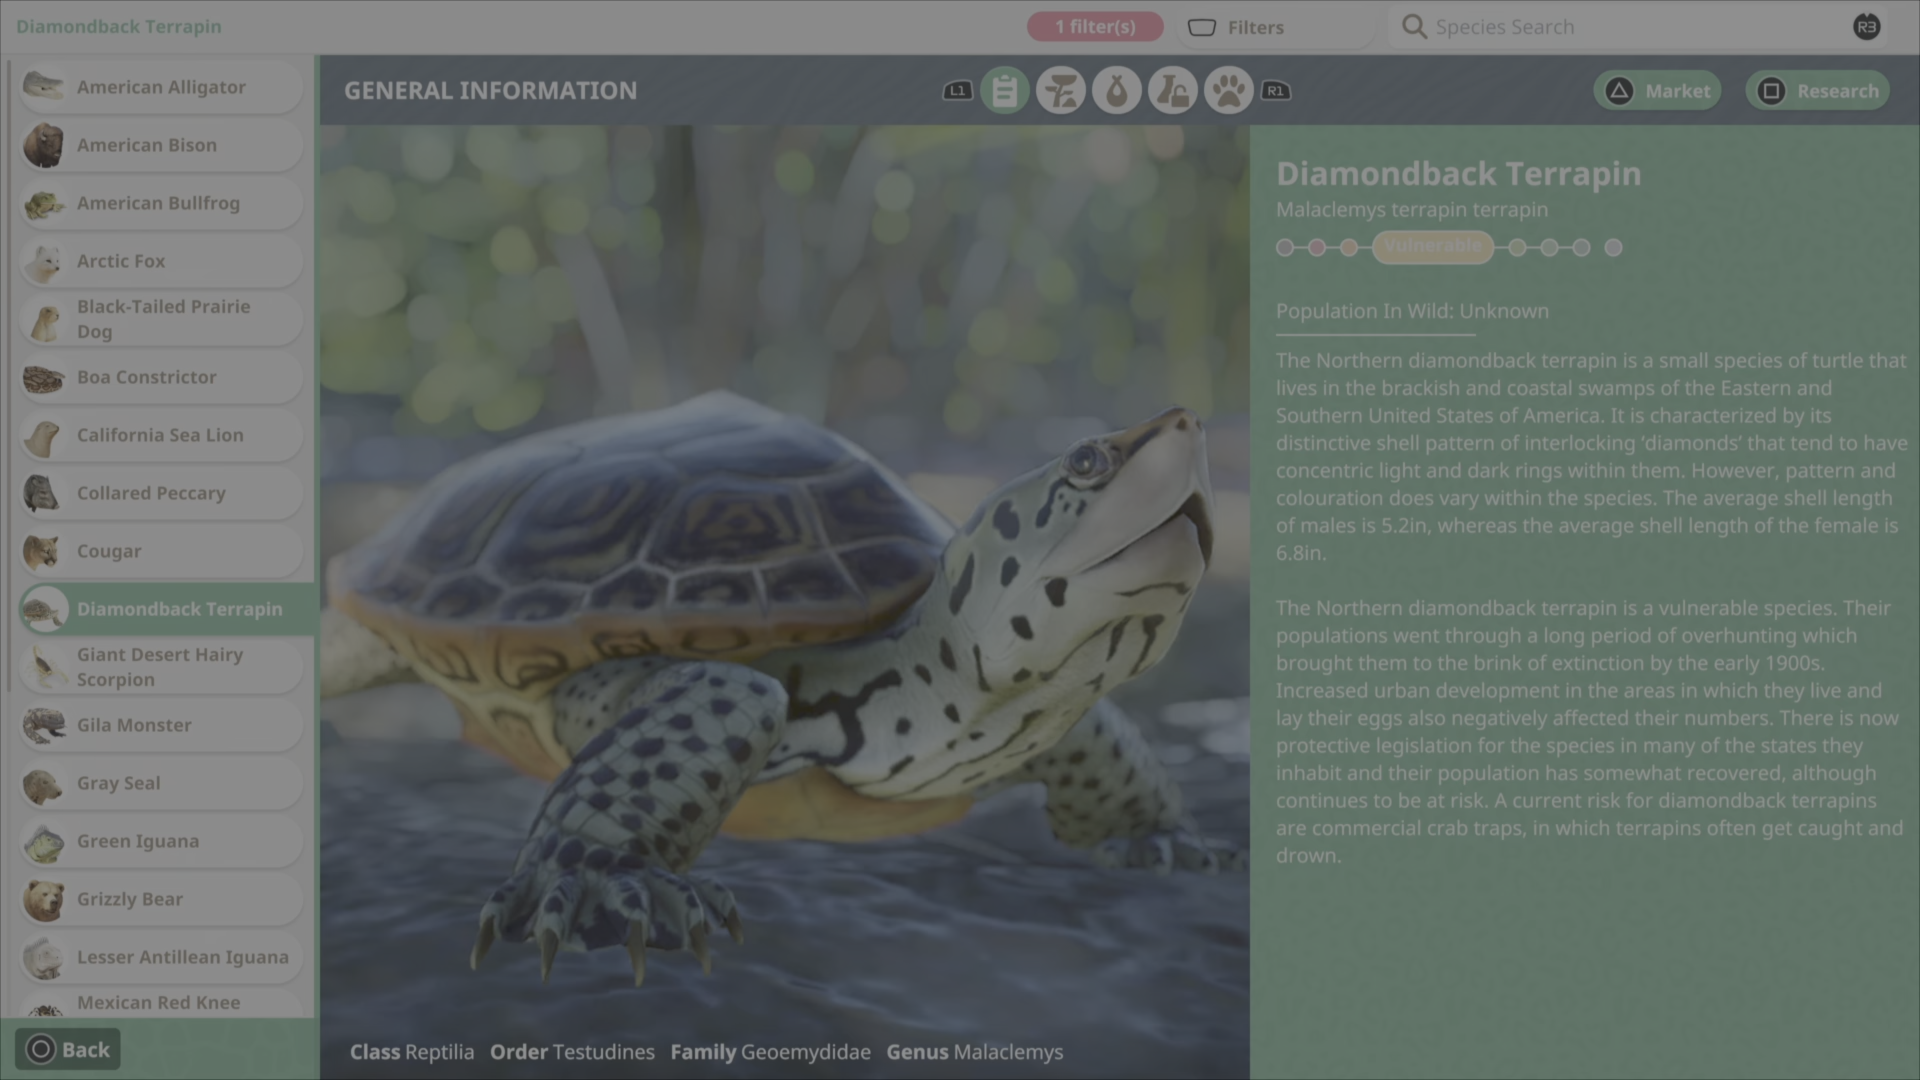 Diamondback Terrapin
1 filter(s)
Filters
Species Search
R3
American Alligator
American Bison
American Bullfrog
Arctic Fox
Black-Tailed Prairie
Dog
Boa Constrictor
California Sea Lion
Collared Peccary
Cougar
Diamondback Terrapin
Giant Desert Hairy
Scorpion
Gila Monster
Gray Seal
Green Iguana
Grizzly Bear
Lesser Antillean Iguana
Mexican Red Knee
Back
GENERAL INFORMATION
L1
R1
Market
Research
Class Reptilia Order Testudines Family Geoemydidae Genus Malaclemys
Diamondback Terrapin
Malaclemys terrapin terrapin
Vulnerable
Population In Wild: Unknown
The Northern diamondback terrapin is a small species of turtle that
lives in the brackish and coastal swamps of the Eastern and
Southern United States of America. It is characterized by its
distinctive shell pattern of interlocking ‘diamonds’ that tend to have
concentric light and dark rings within them. However, pattern and
colouration does vary within the species. The average shell length
of males is 5.2in, whereas the average shell length of the female is
6.8in.
The Northern diamondback terrapin is a vulnerable species. Their
populations went through a long period of overhunting which
brought them to the brink of extinction by the early 1900s.
Increased urban development in the areas in which they live and
lay their eggs also negatively affected their numbers. There is now
protective legislation for the species in many of the states they
inhabit and their population has somewhat recovered, although
continues to be at risk. A current risk for diamondback terrapins
are commercial crab traps, in which terrapins often get caught and
drown.